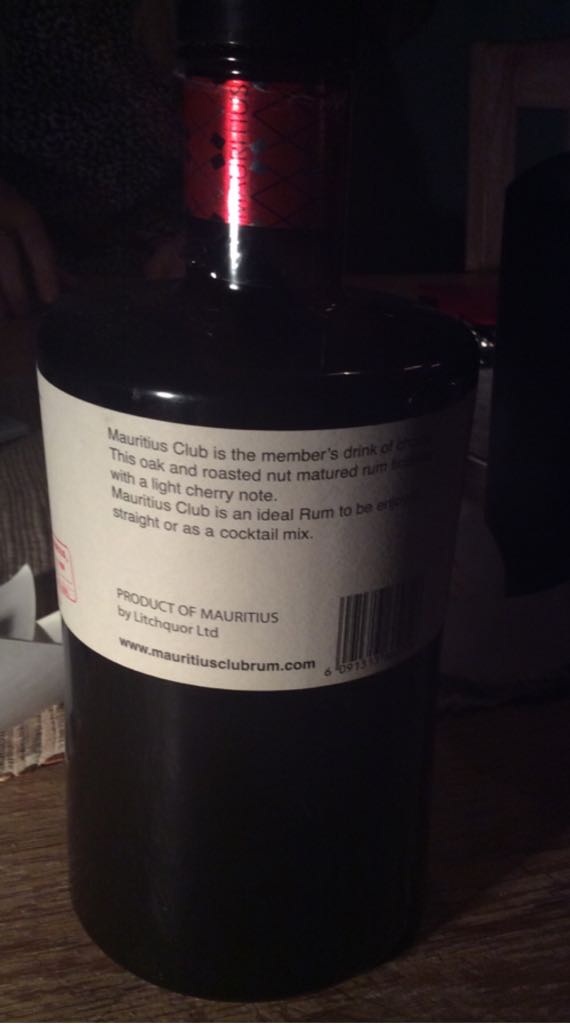 MAURITIUS
Mauritius Club is the member's drink of
This oak and roasted nut matured rum
with a light cherry note.
Mauritius Club is an ideal Rum to be
straight or as a cocktail mix.
PRODUCT OF MAURITIUS
by Litchquor Ltd
www.mauritiusclubrum.com